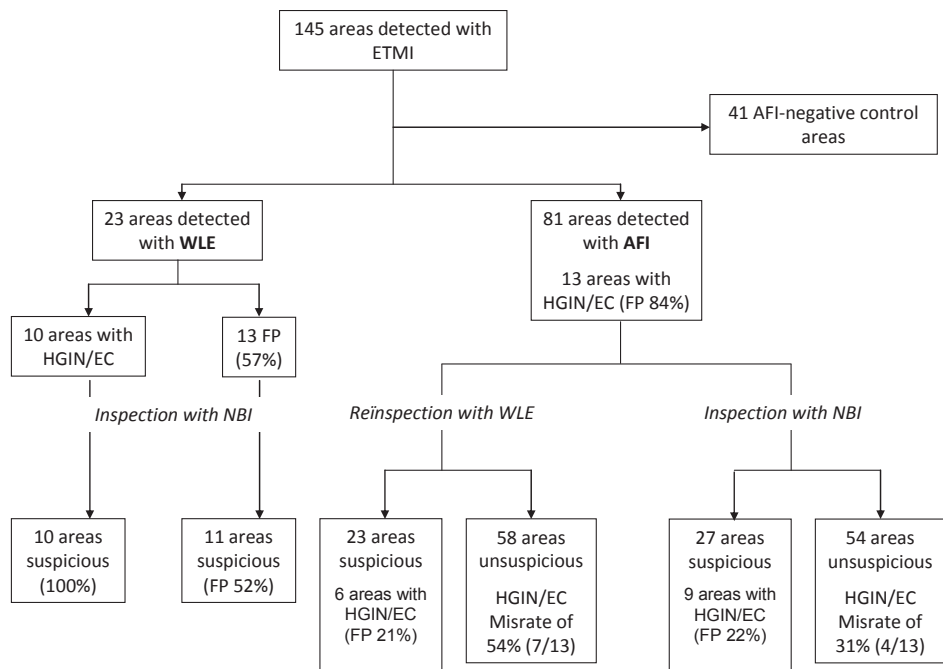 145 areas detected with
ETMI
41 AFI-negative control
areas
23 areas detected
with WLE
81 areas detected
with AFI
13 areas with
HGIN/EC (FP 84%)
10 areas with
HGIN/EC
13 FP
(57%)
Inspection with NBI
Reïnspection with WLE
Inspection with NBI
10 areas
suspicious
(100%)
11 areas
suspicious
(FP 52%)
23 areas
suspicious
6 areas with
HGIN/EC
(FP 21%)
58 areas
unsuspicious
HGIN/EC
Misrate of
54% (7/13)
27 areas
suspicious
9 areas with
HGIN/EC
(FP 22%)
54 areas
unsuspicious
HGIN/EC
Misrate of
31% (4/13)